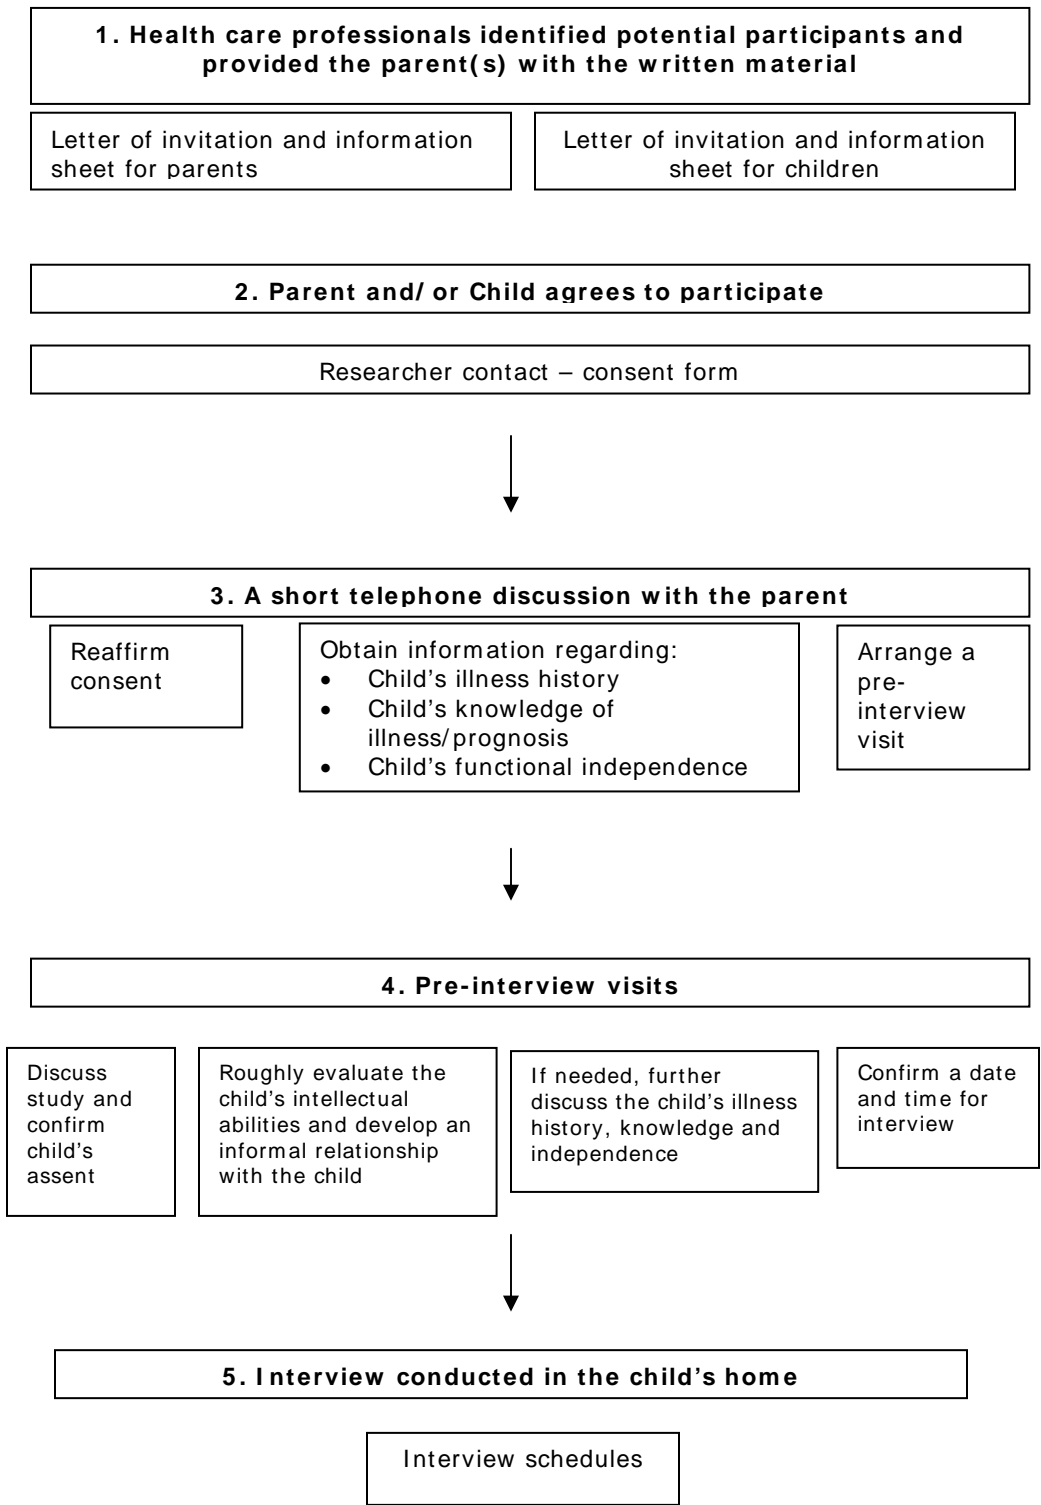 1. Health care professionals identified potential participants and
provided the parent(s) with the written material
Letter of invitation and information
sheet for parents
Letter of invitation and information
sheet for children
2. Parent and/ or Child agrees to participate
Researcher contact – consent form
3. A short telephone discussion with the parent
Reaffirm
consent
Obtain information regarding:
• Child's illness history
• Child's knowledge of
illness/prognosis
• Child's functional independence
Arrange a
pre-
interview
visit
4. Pre-interview visits
Discuss
study and
confirm
child's
assent
Roughly evaluate the
child's intellectual
abilities and develop an
informal relationship
with the child
If needed, further
discuss the child's illness
history, knowledge and
independence
Confirm a date
and time for
interview
5. Interview conducted in the child's home
Interview schedules